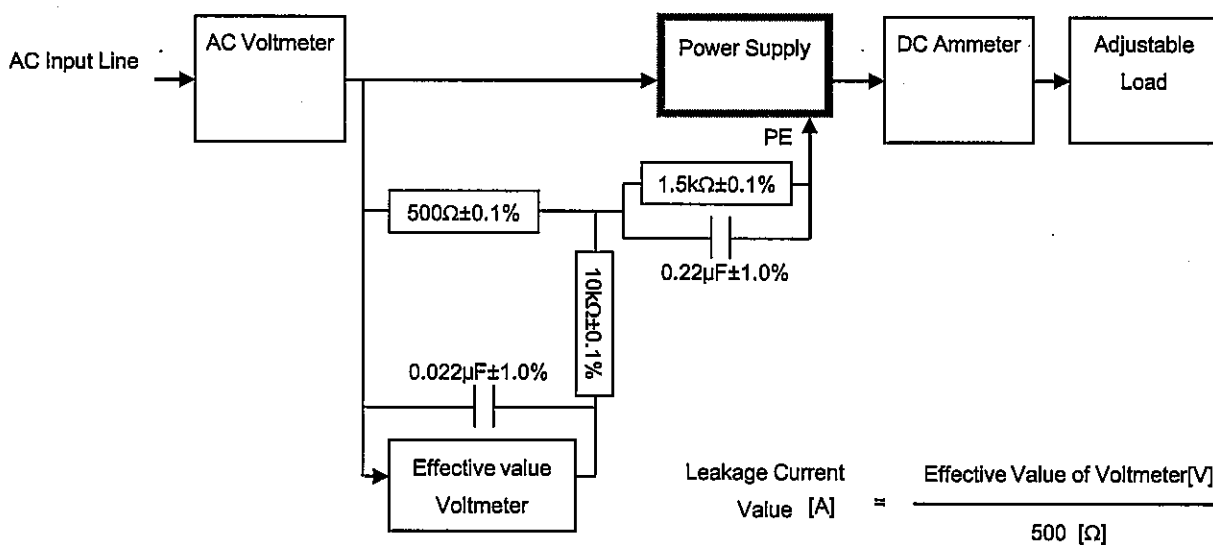 AC Input Line
AC Voltmeter
Power Supply
DC Ammeter
Adjustable
Load
PE
1.5kΩ±0.1%
500Ω±0.1%
0.22µF±1.0%
10kΩ±0.1%
0.022µF±1.0%
Effective value
Voltmeter
Leakage Current
Value [A] = Effective Value of Voltmeter[V]
500 [Ω]